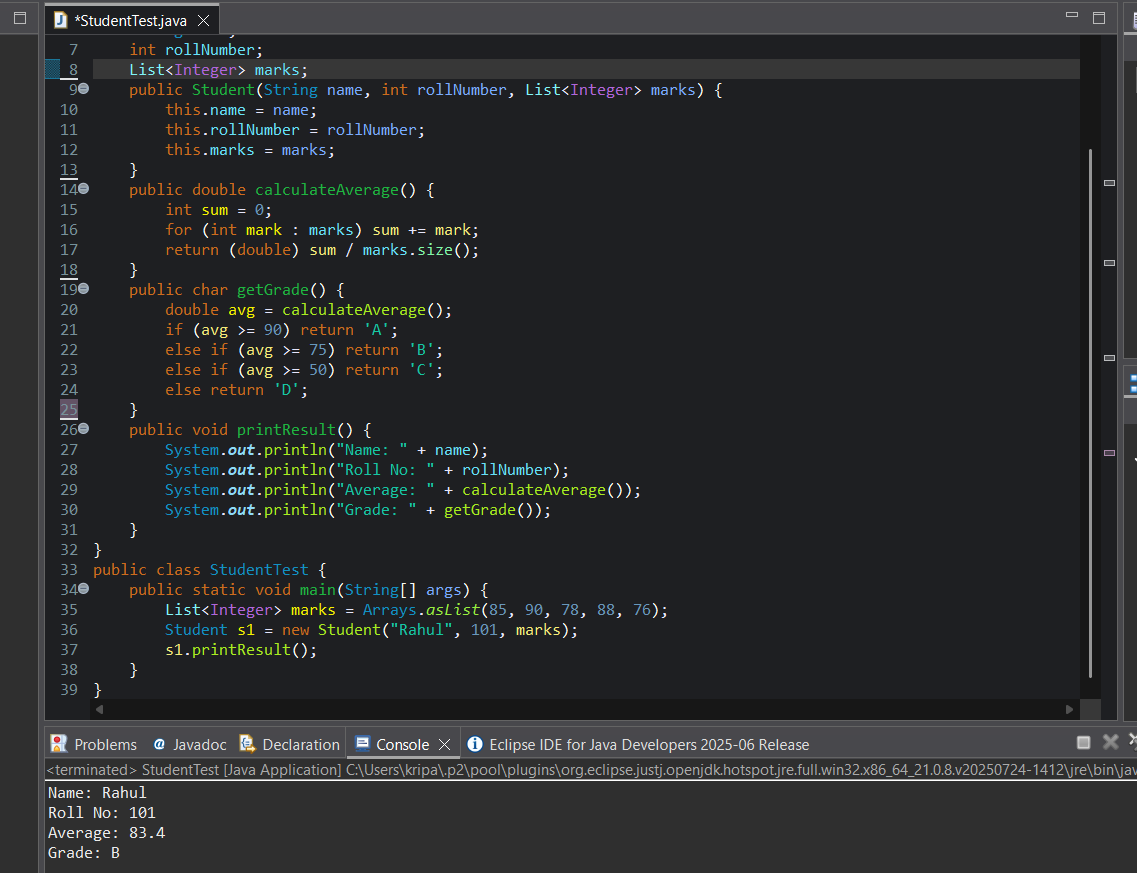 *StudentTest.java
7 int rollNumber;
8 List<Integer> marks;
9 public Student(String name, int rollNumber, List<Integer> marks) {
10 this.name = name;
11 this.rollNumber = rollNumber;
12 this.marks = marks;
13 }
14 public double calculateAverage() {
15 int sum = 0;
16 for (int mark : marks) sum += mark;
17 return (double) sum / marks.size();
18 }
19 public char getGrade() {
20 double avg = calculateAverage();
21 if (avg >= 90) return 'A';
22 else if (avg >= 75) return 'B';
23 else if (avg >= 50) return 'C';
24 else return 'D';
25 }
26 public void printResult() {
27 System.out.println("Name: " + name);
28 System.out.println("Roll No: " + rollNumber);
29 System.out.println("Average: " + calculateAverage());
30 System.out.println("Grade: " + getGrade());
31 }
32 }
33 public class StudentTest {
34 public static void main(String[] args) {
35 List<Integer> marks = Arrays.asList(85, 90, 78, 88, 76);
36 Student s1 = new Student("Rahul", 101, marks);
37 s1.printResult();
38 }
39 }
Problems @ Javadoc Declaration Console Eclipse IDE for Java Developers 2025-06 Release
<terminated> StudentTest [Java Application] C:\Users\kripa\.p2\pool\plugins\org.eclipse.justj.openjdk.hotspot.jre.full.win32.x86_64_21.0.8.v20250724-1412\jre\bin\jav
Name: Rahul
Roll No: 101
Average: 83.4
Grade: B